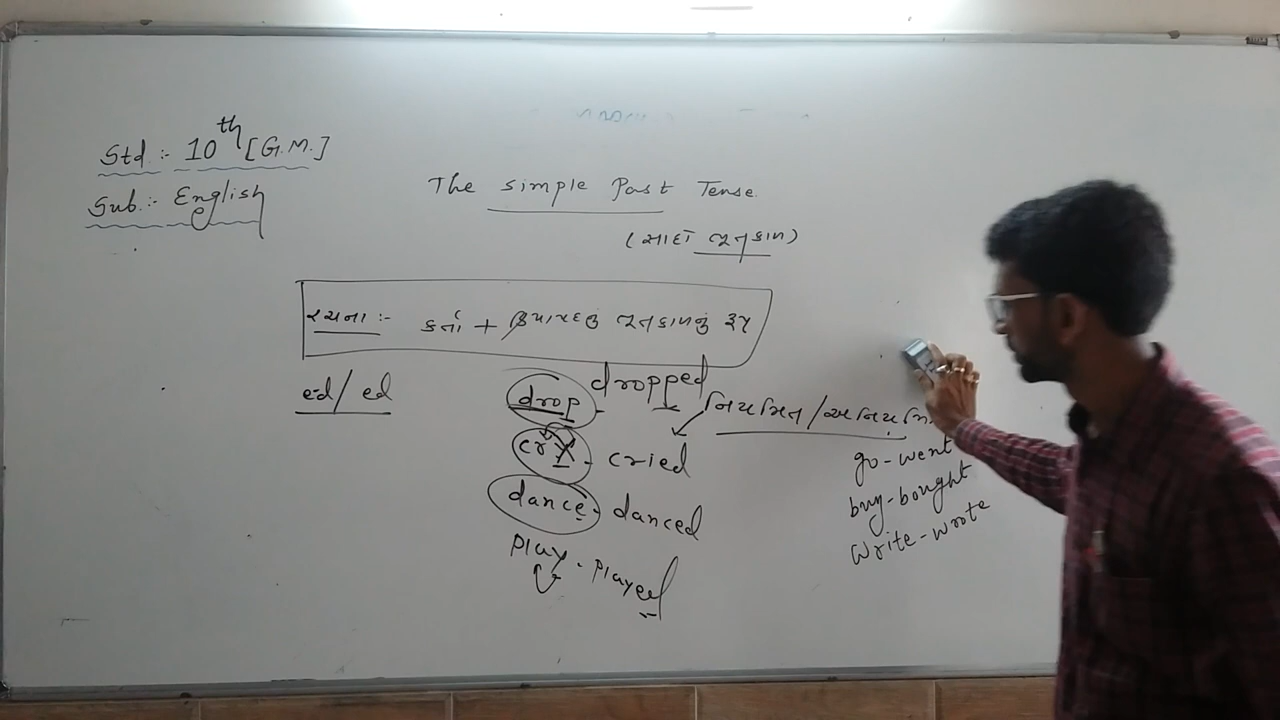 Std :- 10th [G.M.]
Sub :- English
The simple Past Tense.
(સાદો ભૂતકાળ)
રચના :- કર્તા + ક્રિયાપદનું ભૂતકાળનું રૂપ
ed/ ed
drop - dropped
નિયમિત / અનિયમિ
cry - cried
dance - danced
play - played
go - went
buy - bought
write - wrote